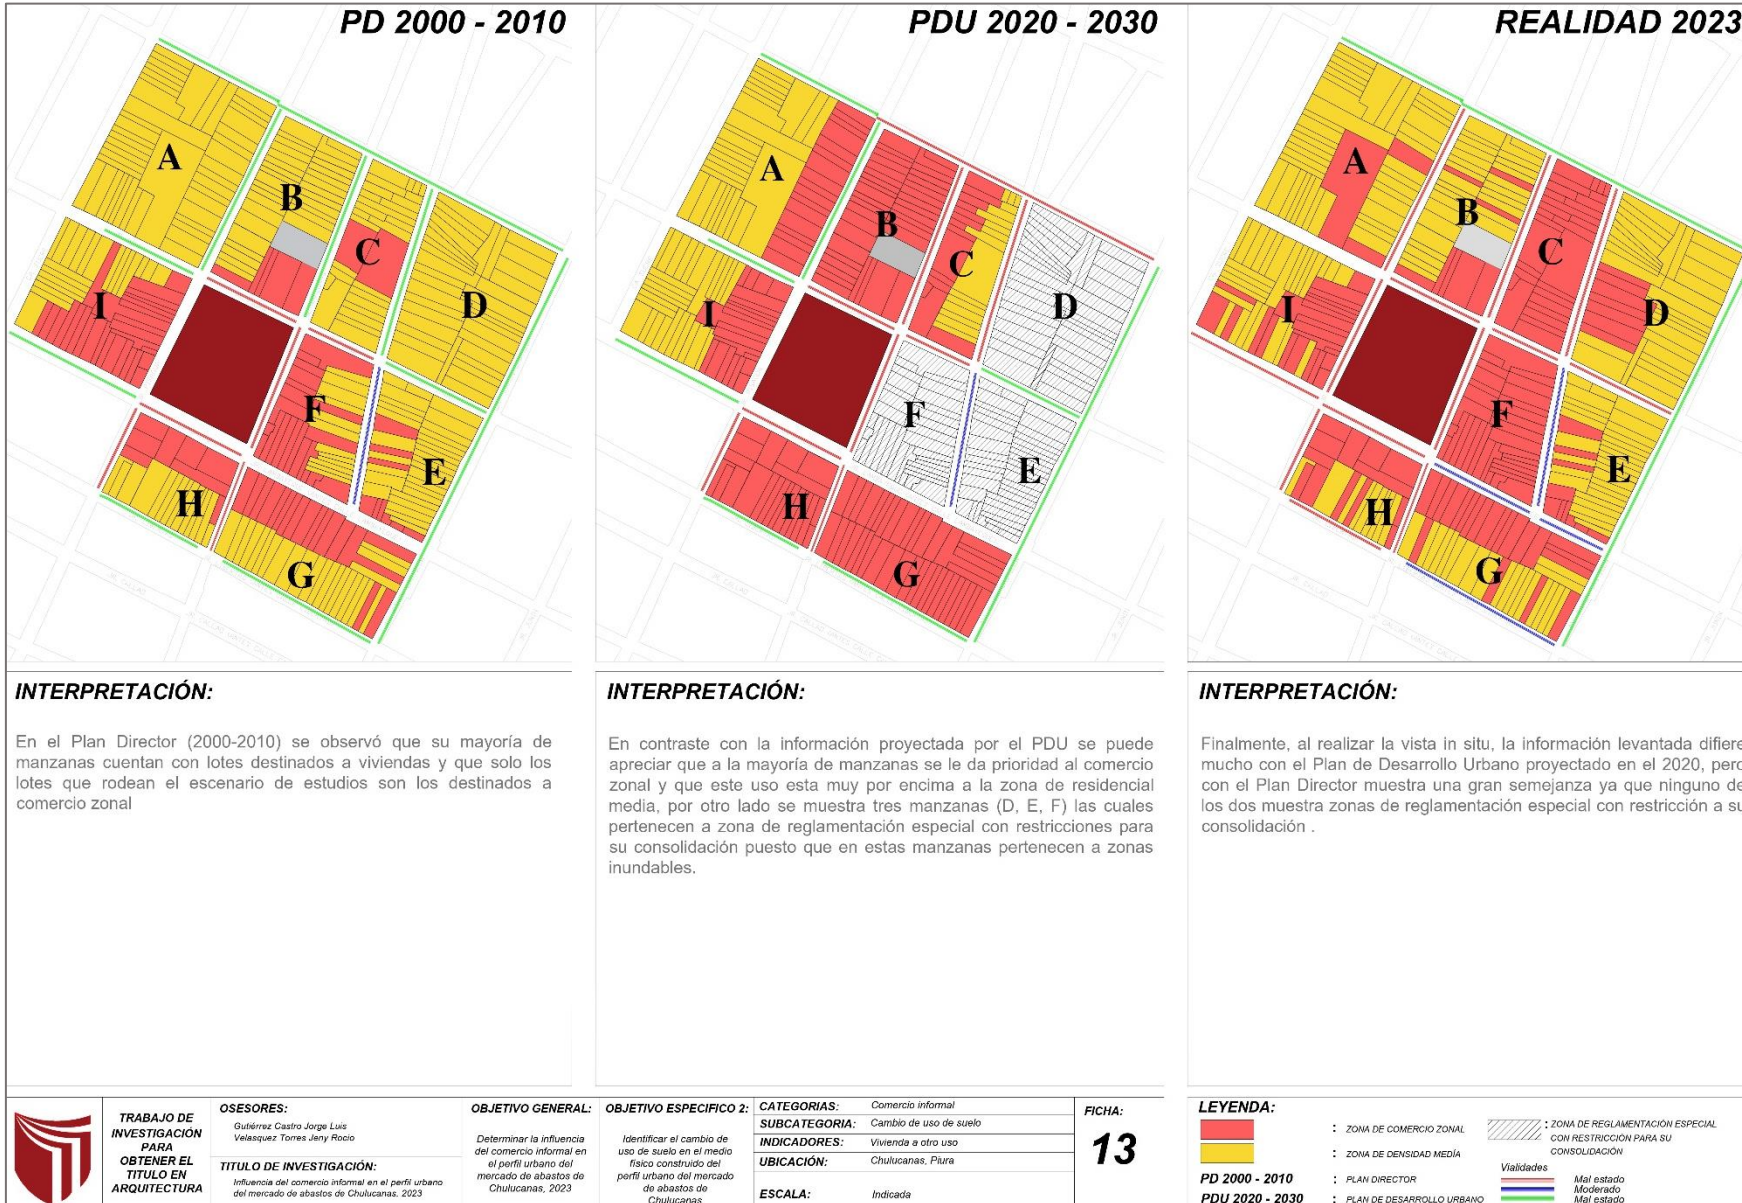 PD 2000 - 2010
PDU 2020 - 2030
REALIDAD 2023
A
B
C
D
I
F
E
H
G
A
B
C
D
I
F
E
H
G
A
B
C
D
I
F
E
H
G
INTERPRETACIÓN:
En el Plan Director (2000-2010) se observó que su mayoría de
manzanas cuentan con lotes destinados a viviendas y que solo los
lotes que rodean el escenario de estudios son los destinados a
comercio zonal
INTERPRETACIÓN:
En contraste con la información proyectada por el PDU se puede
apreciar que a la mayoría de manzanas se le da prioridad al comercio
zonal y que este uso esta muy por encima a la zona de residencial
media, por otro lado se muestra tres manzanas (D, E, F) las cuales
pertenecen a zona de reglamentación especial con restricciones para
su consolidación puesto que en estas manzanas pertenecen a zonas
inundables.
INTERPRETACIÓN:
Finalmente, al realizar la vista in situ, la información levantada difiere
mucho con el Plan de Desarrollo Urbano proyectado en el 2020, pero
con el Plan Director muestra una gran semejanza ya que ninguno de
los dos muestra zonas de reglamentación especial con restricción a su
consolidación .
TRABAJO DE
INVESTIGACIÓN
PARA
OBTENER EL
TITULO EN
ARQUITECTURA
OSESORES:
Gutiérrez Castro Jorge Luis
Velasquez Torres Jeny Rocio
TITULO DE INVESTIGACIÓN:
Influencia del comercio informal en el perfil urbano
del mercado de abastos de Chulucanas, 2023
OBJETIVO GENERAL:
Determinar la influencia
del comercio informal en
el perfil urbano del
mercado de abastos de
Chulucanas, 2023
OBJETIVO ESPECIFICO 2:
Identificar el cambio de
uso de suelo en el medio
físico construido del
perfil urbano del mercado
de abastos de
Chulucanas
CATEGORIAS: Comercio informal
SUBCATEGORIA: Cambio de uso de suelo
INDICADORES: Vivienda a otro uso
UBICACIÓN: Chulucanas, Piura
ESCALA: Indicada
FICHA:
13
LEYENDA:
: ZONA DE COMERCIO ZONAL
: ZONA DE DENSIDAD MEDÍA
PD 2000 - 2010 : PLAN DIRECTOR
PDU 2020 - 2030 : PLAN DE DESARROLLO URBANO
: ZONA DE REGLAMENTACIÓN ESPECIAL
CON RESTRICCIÓN PARA SU
CONSOLIDACIÓN
Vialidades
Mal estado
Moderado
Mal estado